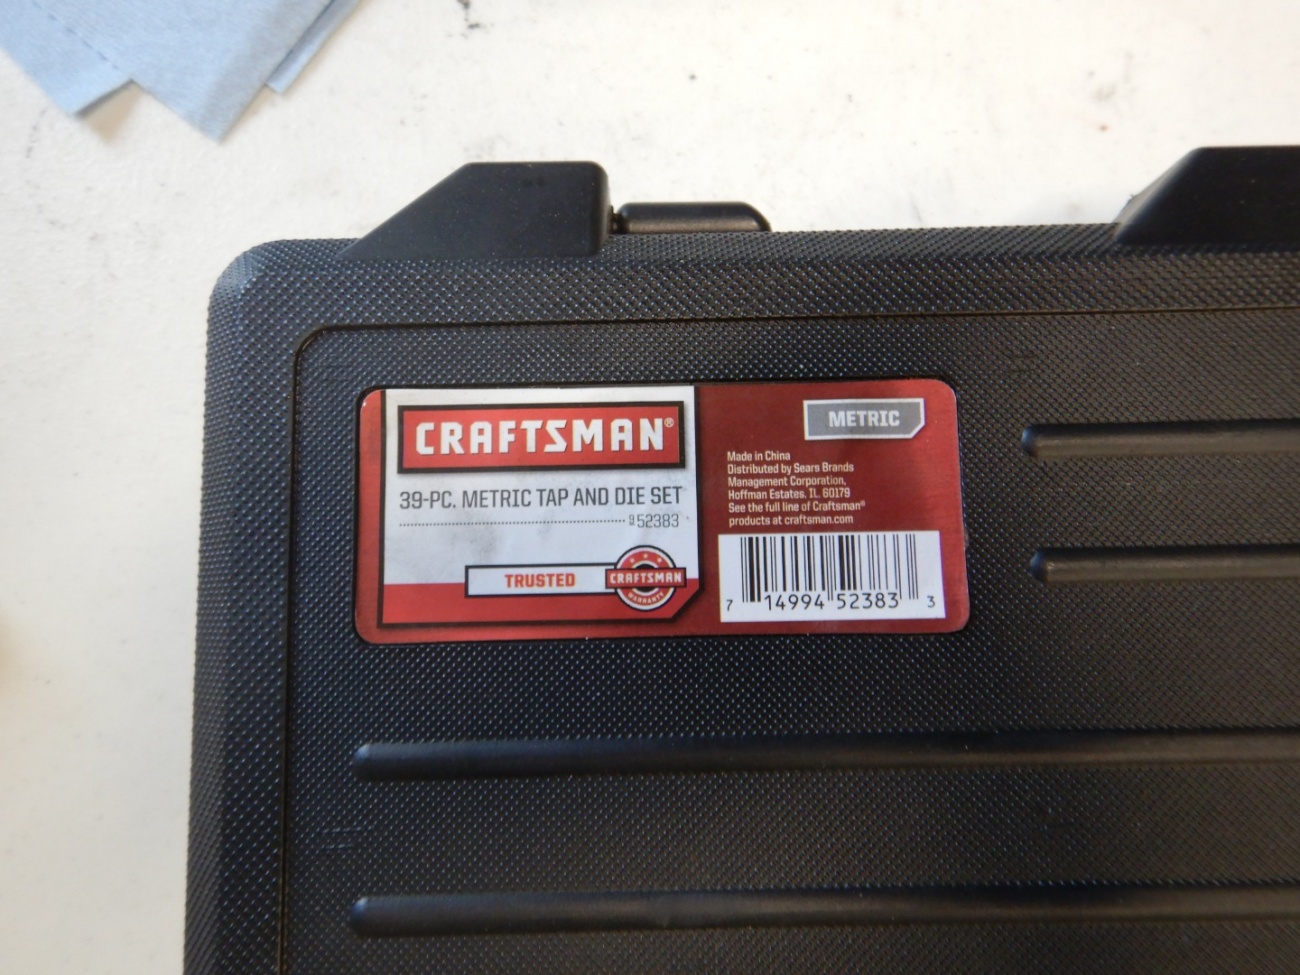 CRAFTSMAN®
39-PC. METRIC TAP AND DIE SET
952383
TRUSTED
CRAFTSMAN
WARRANTY
METRIC
Made in China
Distributed by Sears Brands
Management Corporation,
Hoffman Estates, IL 60179
See the full line of Craftsman®
products at craftsman.com
7 14994 52383 3